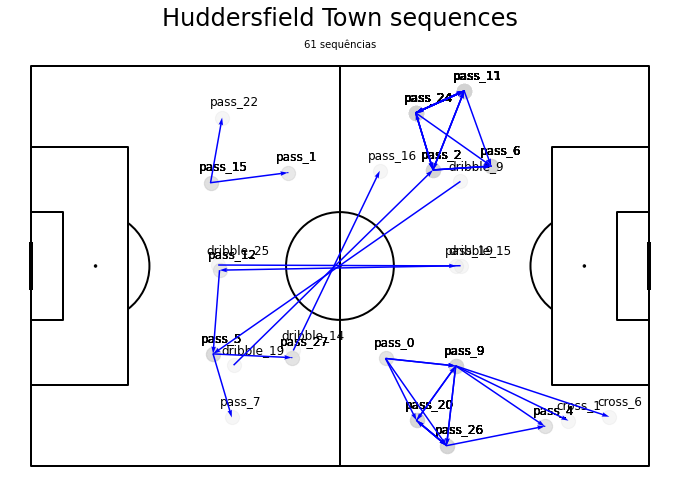 Huddersfield Town sequences
61 sequências
pass_11
pass_22
pass_24
pass_1
pass_16
pass_2
pass_6
pass_15
dribble_9
dribble_25
pass_12
dribble_15
pass_5
dribble_19
dribble_14
pass_27
pass_0
pass_9
pass_7
pass_20
pass_4
cross_1
cross_6
pass_26